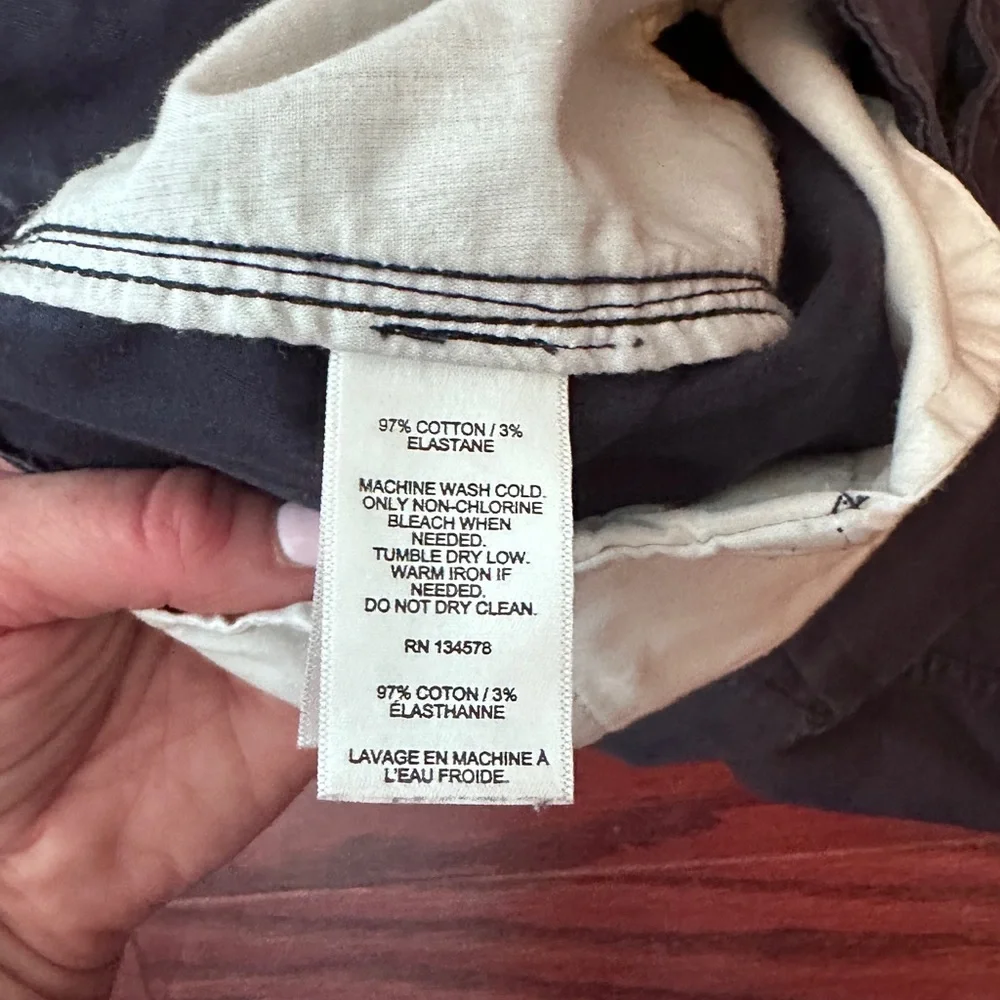 97% COTTON / 3%
ELASTANE
MACHINE WASH COLD.
ONLY NON-CHLORINE
BLEACH WHEN
NEEDED.
TUMBLE DRY LOW.
WARM IRON IF
NEEDED.
DO NOT DRY CLEAN.
RN 134578
97% COTON / 3%
ÉLASTHANNE
LAVAGE EN MACHINE À
L'EAU FROIDE.